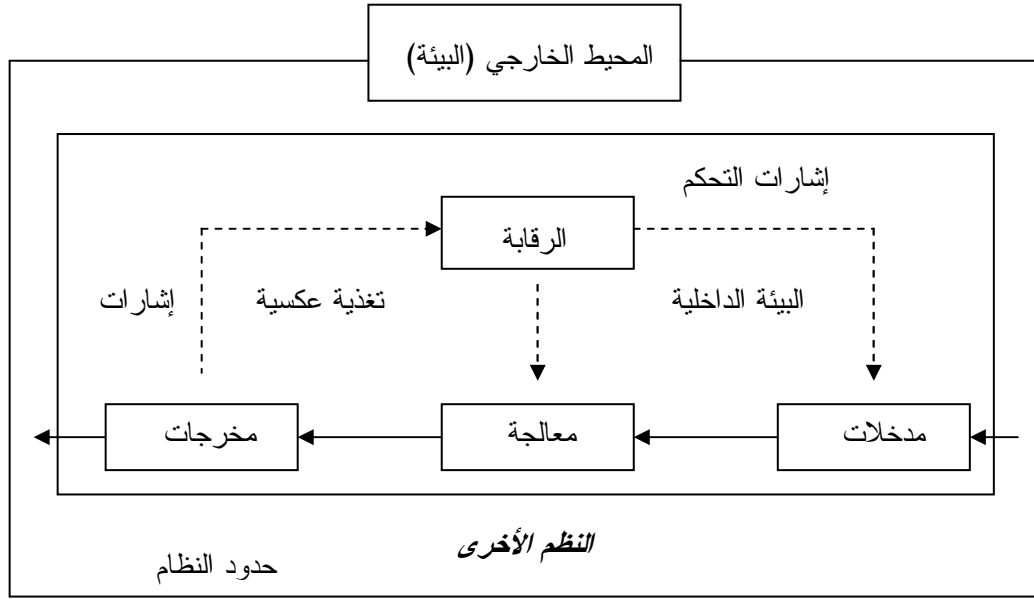 المحيط الخارجي (البيئة)
إشارات التحكم
الرقابة
البيئة الداخلية
تغذية عكسية
إشارات
مدخلات
معالجة
مخرجات
النظم الأخرى
حدود النظام